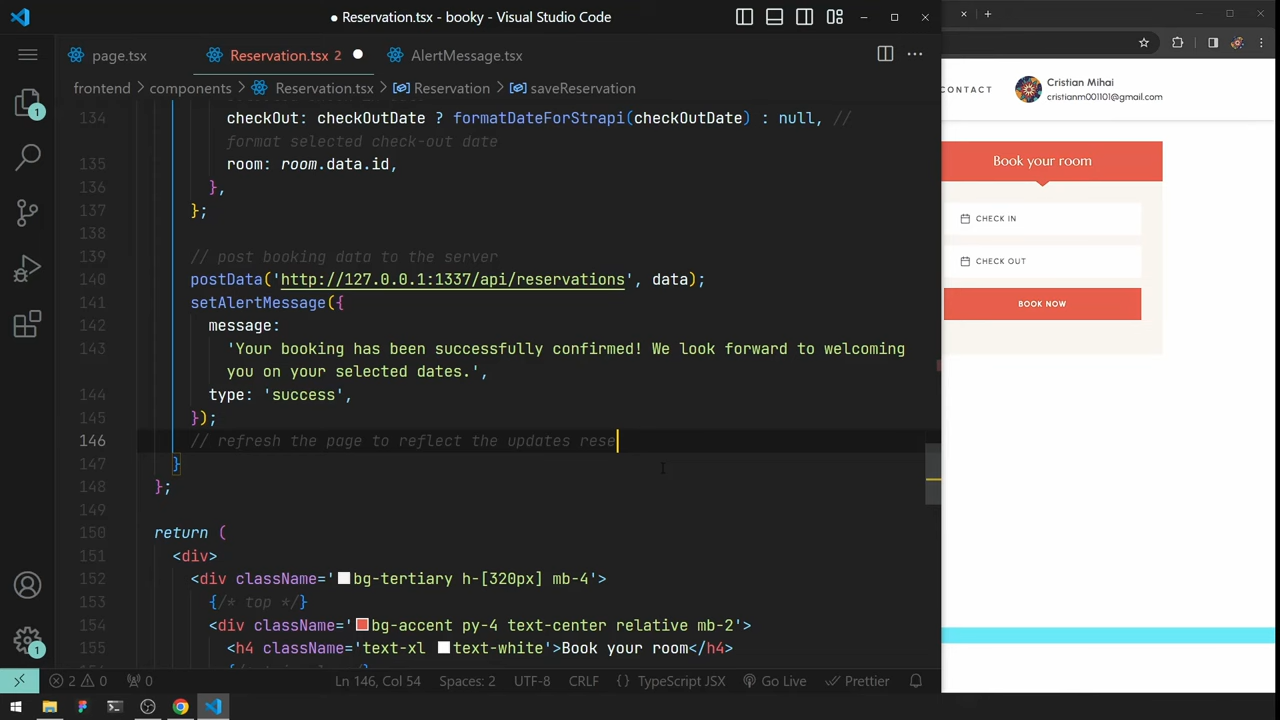 ● Reservation.tsx - booky - Visual Studio Code
page.tsx
Reservation.tsx 2 ●
AlertMessage.tsx
frontend > components > Reservation.tsx > Reservation > saveReservation
134 checkOut: checkOutDate ? formatDateForStrapi(checkOutDate) : null, //
format selected check-out date
135 room: room.data.id,
136 },
137 };
138
139 // post booking data to the server
140 postData('http://127.0.0.1:1337/api/reservations', data);
141 setAlertMessage({
142 message:
143 'Your booking has been successfully confirmed! We look forward to welcoming
you on your selected dates.',
144 type: 'success',
145 });
146 // refresh the page to reflect the updates rese
147 }
148 };
149
150 return (
151 <div>
152 <div className='bg-tertiary h-[320px] mb-4'>
153 {/* top */}
154 <div className='bg-accent py-4 text-center relative mb-2'>
155 <h4 className='text-xl text-white'>Book your room</h4>
1
1
2 0 0 Ln 146, Col 54 Spaces: 2 UTF-8 CRLF {} TypeScript JSX Go Live Prettier
CONTACT
Cristian Mihai
cristianm001101@gmail.com
Book your room
CHECK IN
CHECK OUT
BOOK NOW